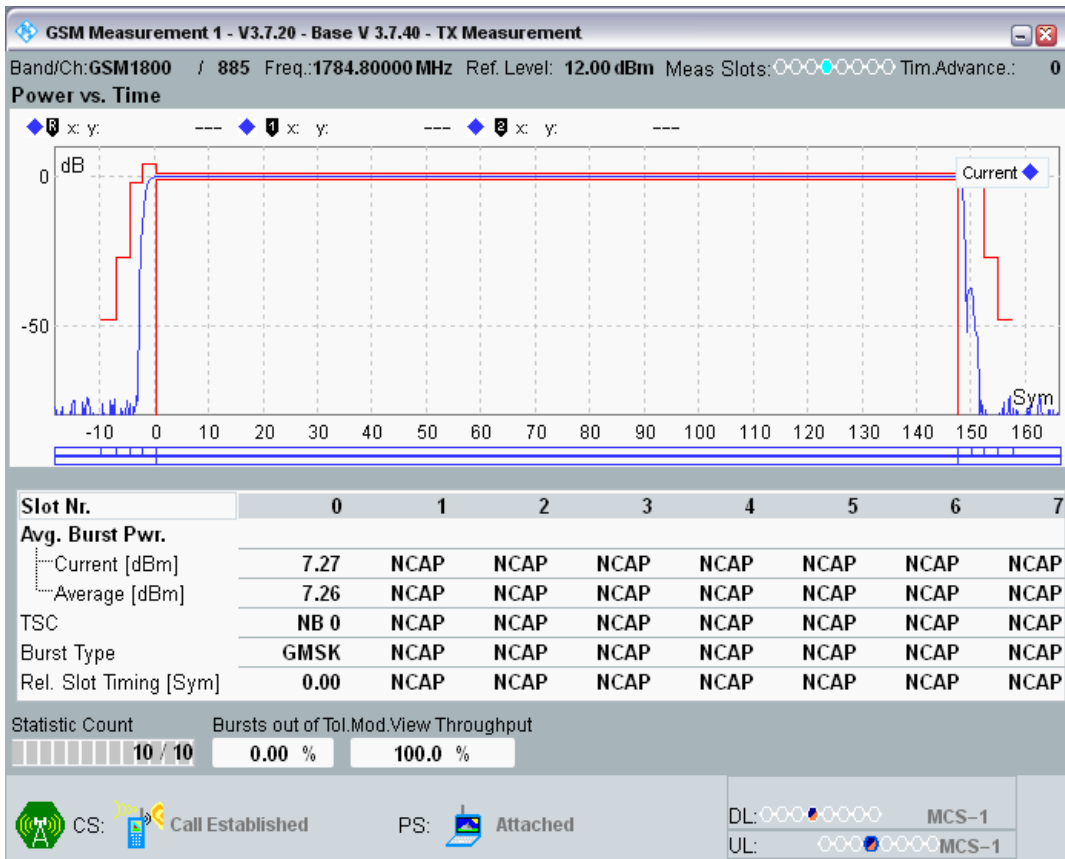 GSM Measurement 1 - V3.7.20 - Base V 3.7.40 - TX Measurement
Band/Ch:GSM1800 / 885 Freq.:1784.80000 MHz Ref. Level: 12.00 dBm Meas Slots: Tim.Advance.: 0
Power vs. Time
R x: y: --- 1 x: y: --- 2 x: y: ---
dB
Current
0
-50
Sym
-10 0 10 20 30 40 50 60 70 80 90 100 110 120 130 140 150 160
Slot Nr. 0 1 2 3 4 5 6 7
Avg. Burst Pwr.
Current [dBm] 7.27 NCAP NCAP NCAP NCAP NCAP NCAP NCAP
Average [dBm] 7.26 NCAP NCAP NCAP NCAP NCAP NCAP NCAP
TSC NB 0 NCAP NCAP NCAP NCAP NCAP NCAP NCAP
Burst Type GMSK NCAP NCAP NCAP NCAP NCAP NCAP NCAP
Rel. Slot Timing [Sym] 0.00 NCAP NCAP NCAP NCAP NCAP NCAP NCAP
Statistic Count Bursts out of Tol.Mod.View Throughput
10 / 10 0.00 % 100.0 %
CS: Call Established PS: Attached
DL: MCS-1
UL: MCS-1